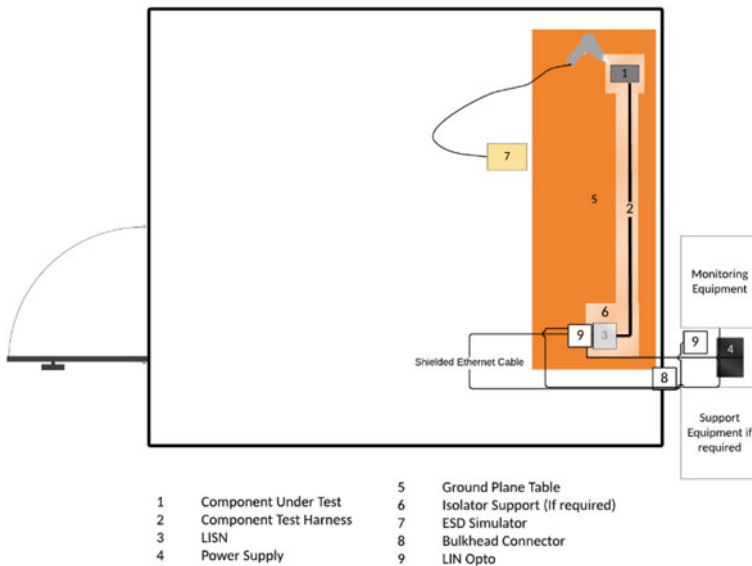 1
7
5
2
Monitoring
Equipment
6
9
3
9
4
Shielded Ethernet Cable
8
Support
Equipment if
required
1 Component Under Test
2 Component Test Harness
3 LISN
4 Power Supply
5 Ground Plane Table
6 Isolator Support (If required)
7 ESD Simulator
8 Bulkhead Connector
9 LIN Opto